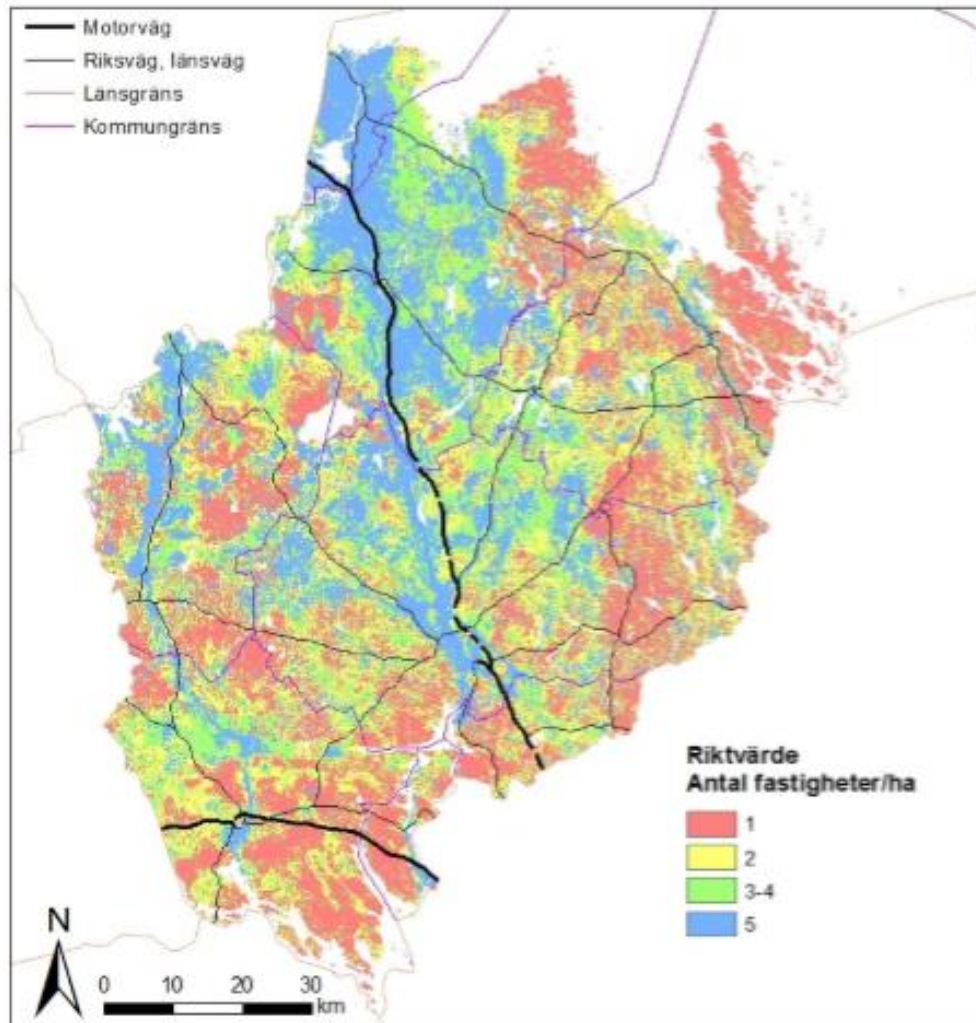 Motorväg
Riksväg, länsväg
Länsgräns
Kommungräns
Riktvärde
Antal fastigheter/ha
1
2
3-4
5
N
0 10 20 30
km